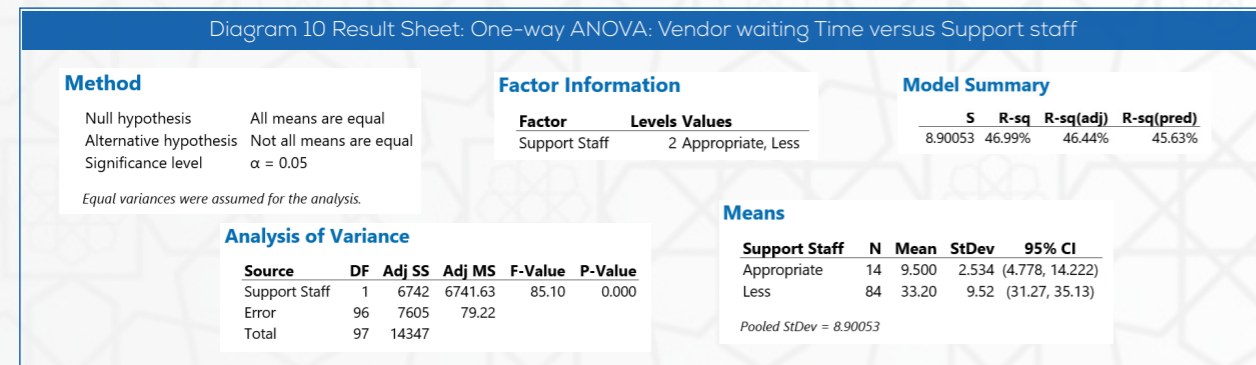 Diagram 10 Result Sheet: One-way ANOVA: Vendor waiting Time versus Support staff
Method
Null hypothesis All means are equal
Alternative hypothesis Not all means are equal
Significance level α = 0.05
Equal variances were assumed for the analysis.
Factor Information
Factor Levels Values
Support Staff 2 Appropriate, Less
Model Summary
S R-sq R-sq(adj) R-sq(pred)
8.90053 46.99% 46.44% 45.63%
Analysis of Variance
Source DF Adj SS Adj MS F-Value P-Value
Support Staff 1 6742 6741.63 85.10 0.000
Error 96 7605 79.22
Total 97 14347
Means
Support Staff N Mean StDev 95% CI
Appropriate 14 9.500 2.534 (4.778, 14.222)
Less 84 33.20 9.52 (31.27, 35.13)
Pooled StDev = 8.90053